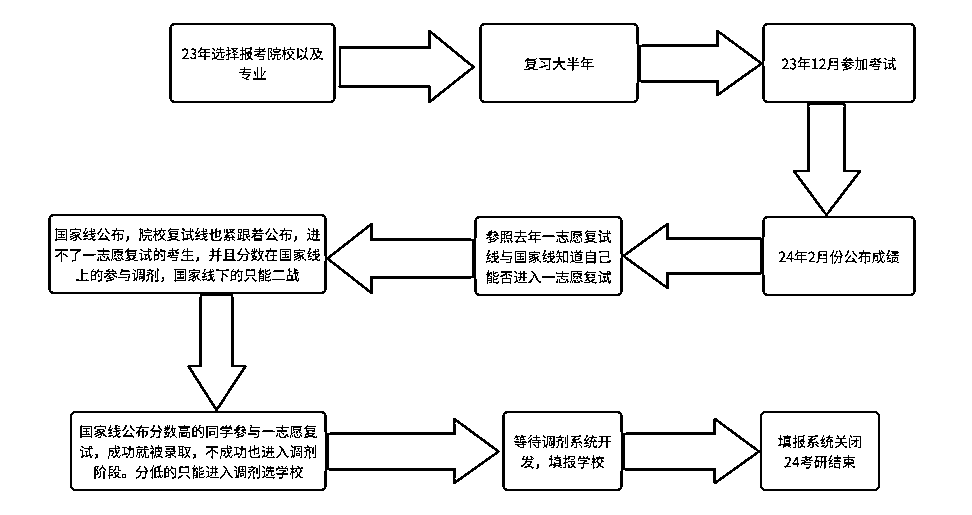 23年选择报考院校以及
专业
复习大半年
23年12月参加考试
24年2月份公布成绩
参照去年一志愿复试
线与国家线知道自己
能否进入一志愿复试
国家线公布，院校复试线也紧跟着公布，进
不了一志愿复试的考生，并且分数在国家线
上的参与调剂，国家线下的只能二战
国家线公布分数高的同学参与一志愿复
试，成功就被录取，不成功也进入调剂
阶段。分低的只能进入调剂选学校
等待调剂系统开
发，填报学校
填报系统关闭
24考研结束